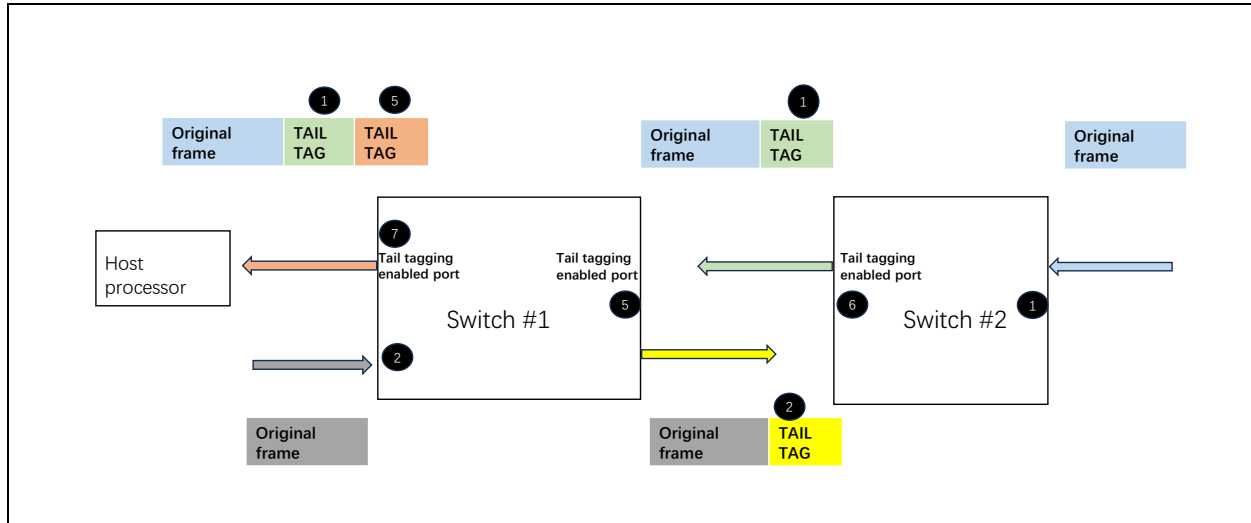 1
5
1
Original
frame
TAIL
TAG
TAIL
TAG
Original
frame
TAIL
TAG
Original
frame
7
Host
processor
Tail tagging
enabled port
Tail tagging
enabled port
Tail tagging
enabled port
Switch #1
5
6
Switch #2
1
2
2
Original
frame
Original
frame
TAIL
TAG